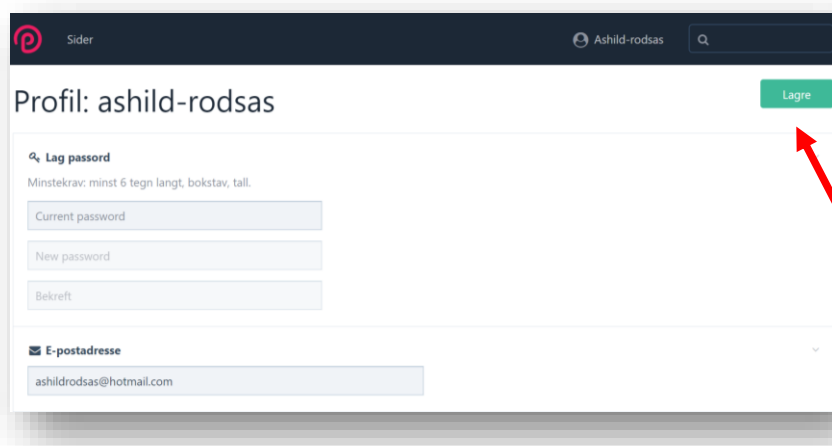 Sider
Ashild-rodsas
Profil: ashild-rodsas
Lagre
Lag passord
Minstekrav: minst 6 tegn langt, bokstav, tall.
Current password
New password
Bekreft
E-postadresse
ashildrodsas@hotmail.com